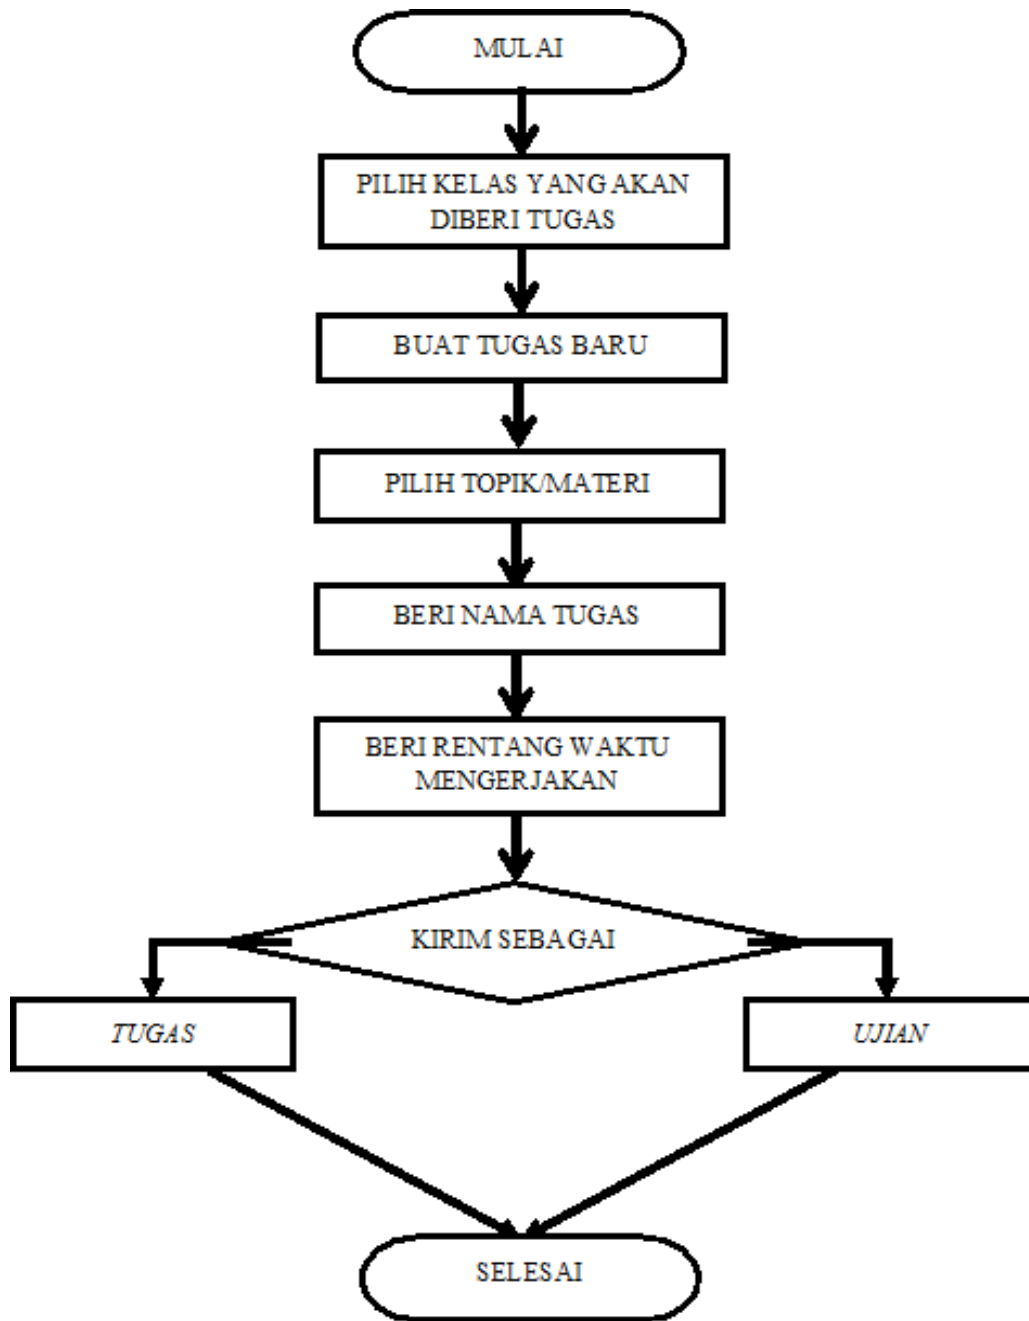 MULAI
PILIH KELAS YANG AKAN
DIBERI TUGAS
BUAT TUGAS BARU
PILIH TOPIK/MATERI
BERI NAMA TUGAS
BERI RENTANG WAKTU
MENGERJAKAN
KIRIM SEBAGAI
TUGAS
UJIAN
SELESAI